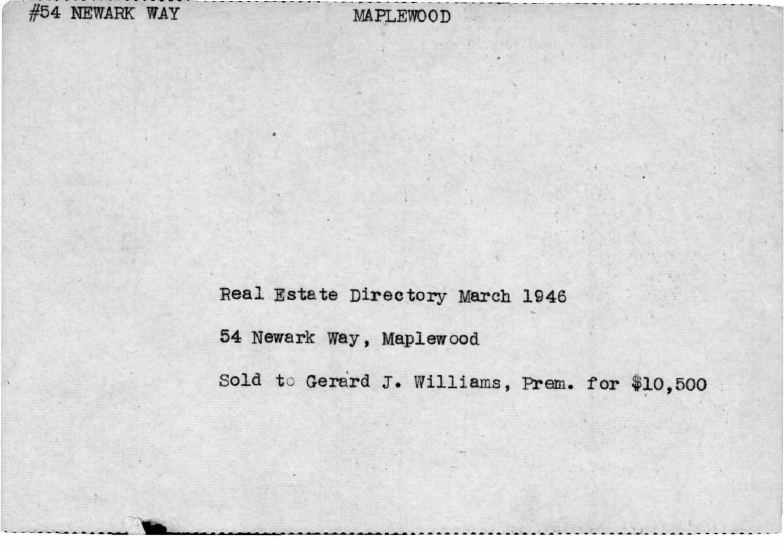 #54 NEWARK WAY MAPLEWOOD
Real Estate Directory March 1946
54 Newark Way, Maplewood
Sold to Gerard J. Williams, Prem. for $10,500